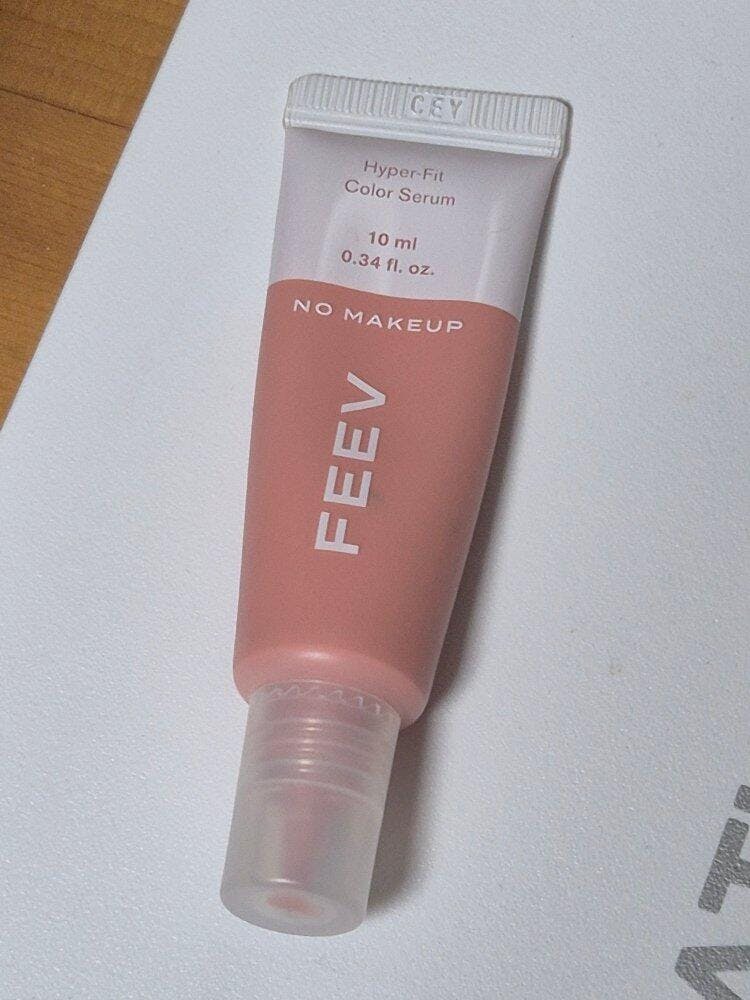 CEY
Hyper-Fit
Color Serum
10 ml
0.34 fl. oz.
NO MAKEUP
FEEV